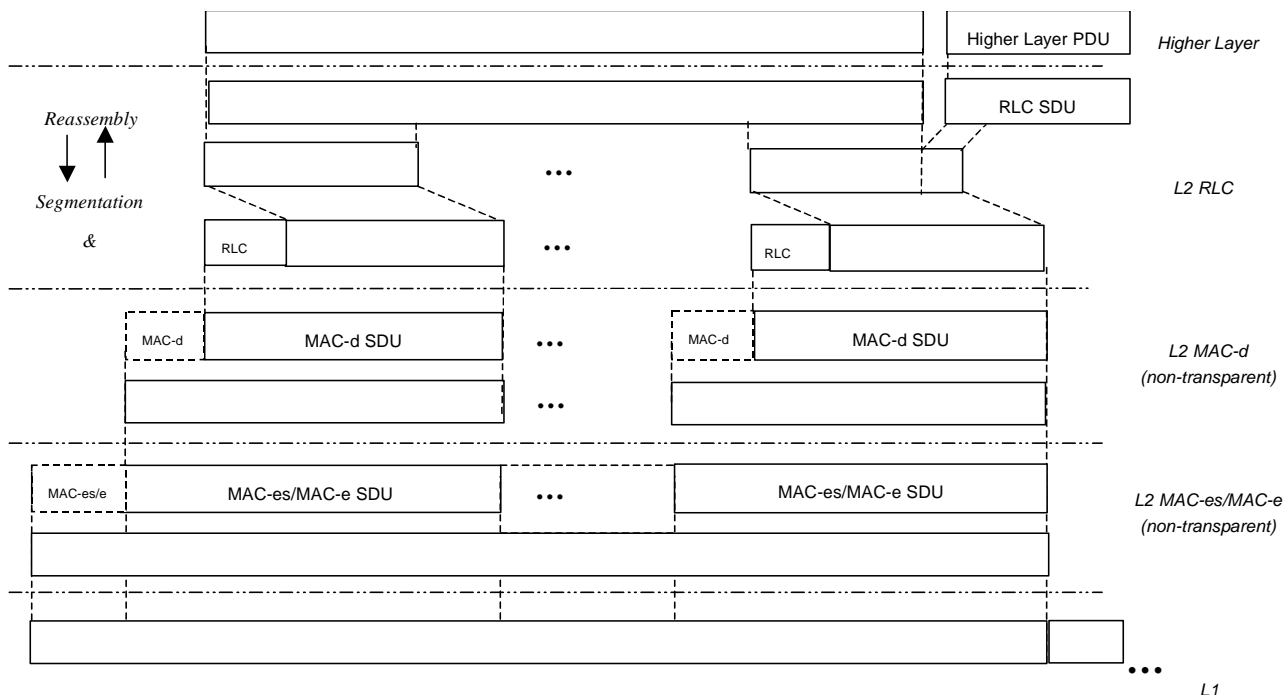 Higher Layer PDU
Higher Layer
RLC SDU
Reassembly
Segmentation
&
...
L2 RLC
RLC
...
RLC
MAC-d
MAC-d SDU
...
MAC-d
MAC-d SDU
L2 MAC-d
(non-transparent)
...
MAC-es/e
MAC-es/MAC-e SDU
...
MAC-es/MAC-e SDU
L2 MAC-es/MAC-e
(non-transparent)
...
L1